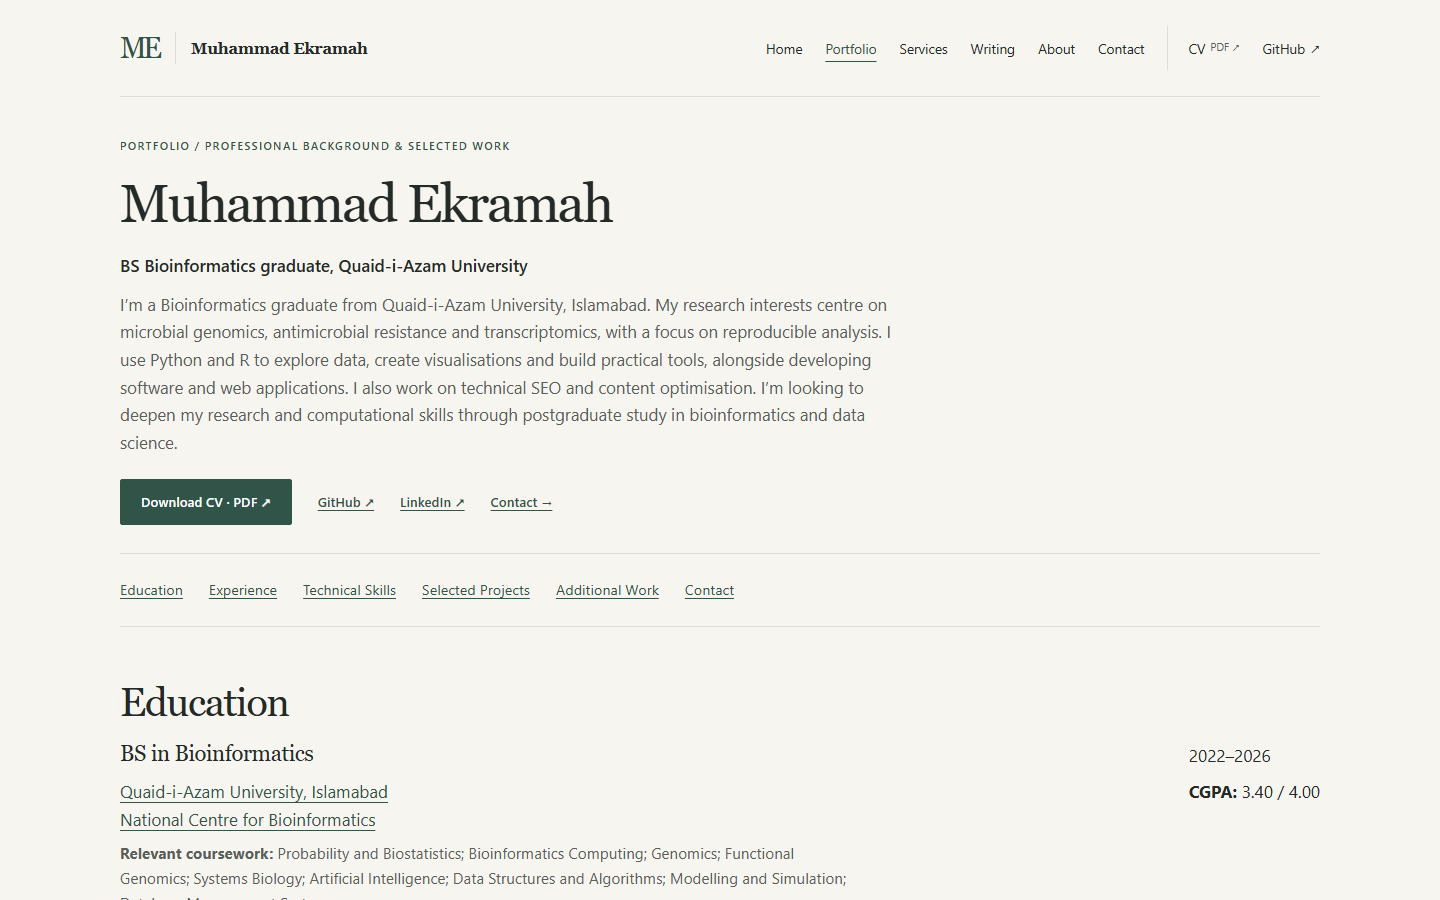 ME Muhammad Ekramah Home Portfolio Services Writing About Contact CV PDF ↗ GitHub ↗
PORTFOLIO / PROFESSIONAL BACKGROUND & SELECTED WORK
Muhammad Ekramah
BS Bioinformatics graduate, Quaid-i-Azam University
I’m a Bioinformatics graduate from Quaid-i-Azam University, Islamabad. My research interests centre on
microbial genomics, antimicrobial resistance and transcriptomics, with a focus on reproducible analysis. I
use Python and R to explore data, create visualisations and build practical tools, alongside developing
software and web applications. I also work on technical SEO and content optimisation. I’m looking to
deepen my research and computational skills through postgraduate study in bioinformatics and data
science.
Download CV · PDF ↗ GitHub ↗ LinkedIn ↗ Contact →
Education Experience Technical Skills Selected Projects Additional Work Contact
Education
BS in Bioinformatics 2022–2026
Quaid-i-Azam University, Islamabad CGPA: 3.40 / 4.00
National Centre for Bioinformatics
Relevant coursework: Probability and Biostatistics; Bioinformatics Computing; Genomics; Functional
Genomics; Systems Biology; Artificial Intelligence; Data Structures and Algorithms; Modelling and Simulation;